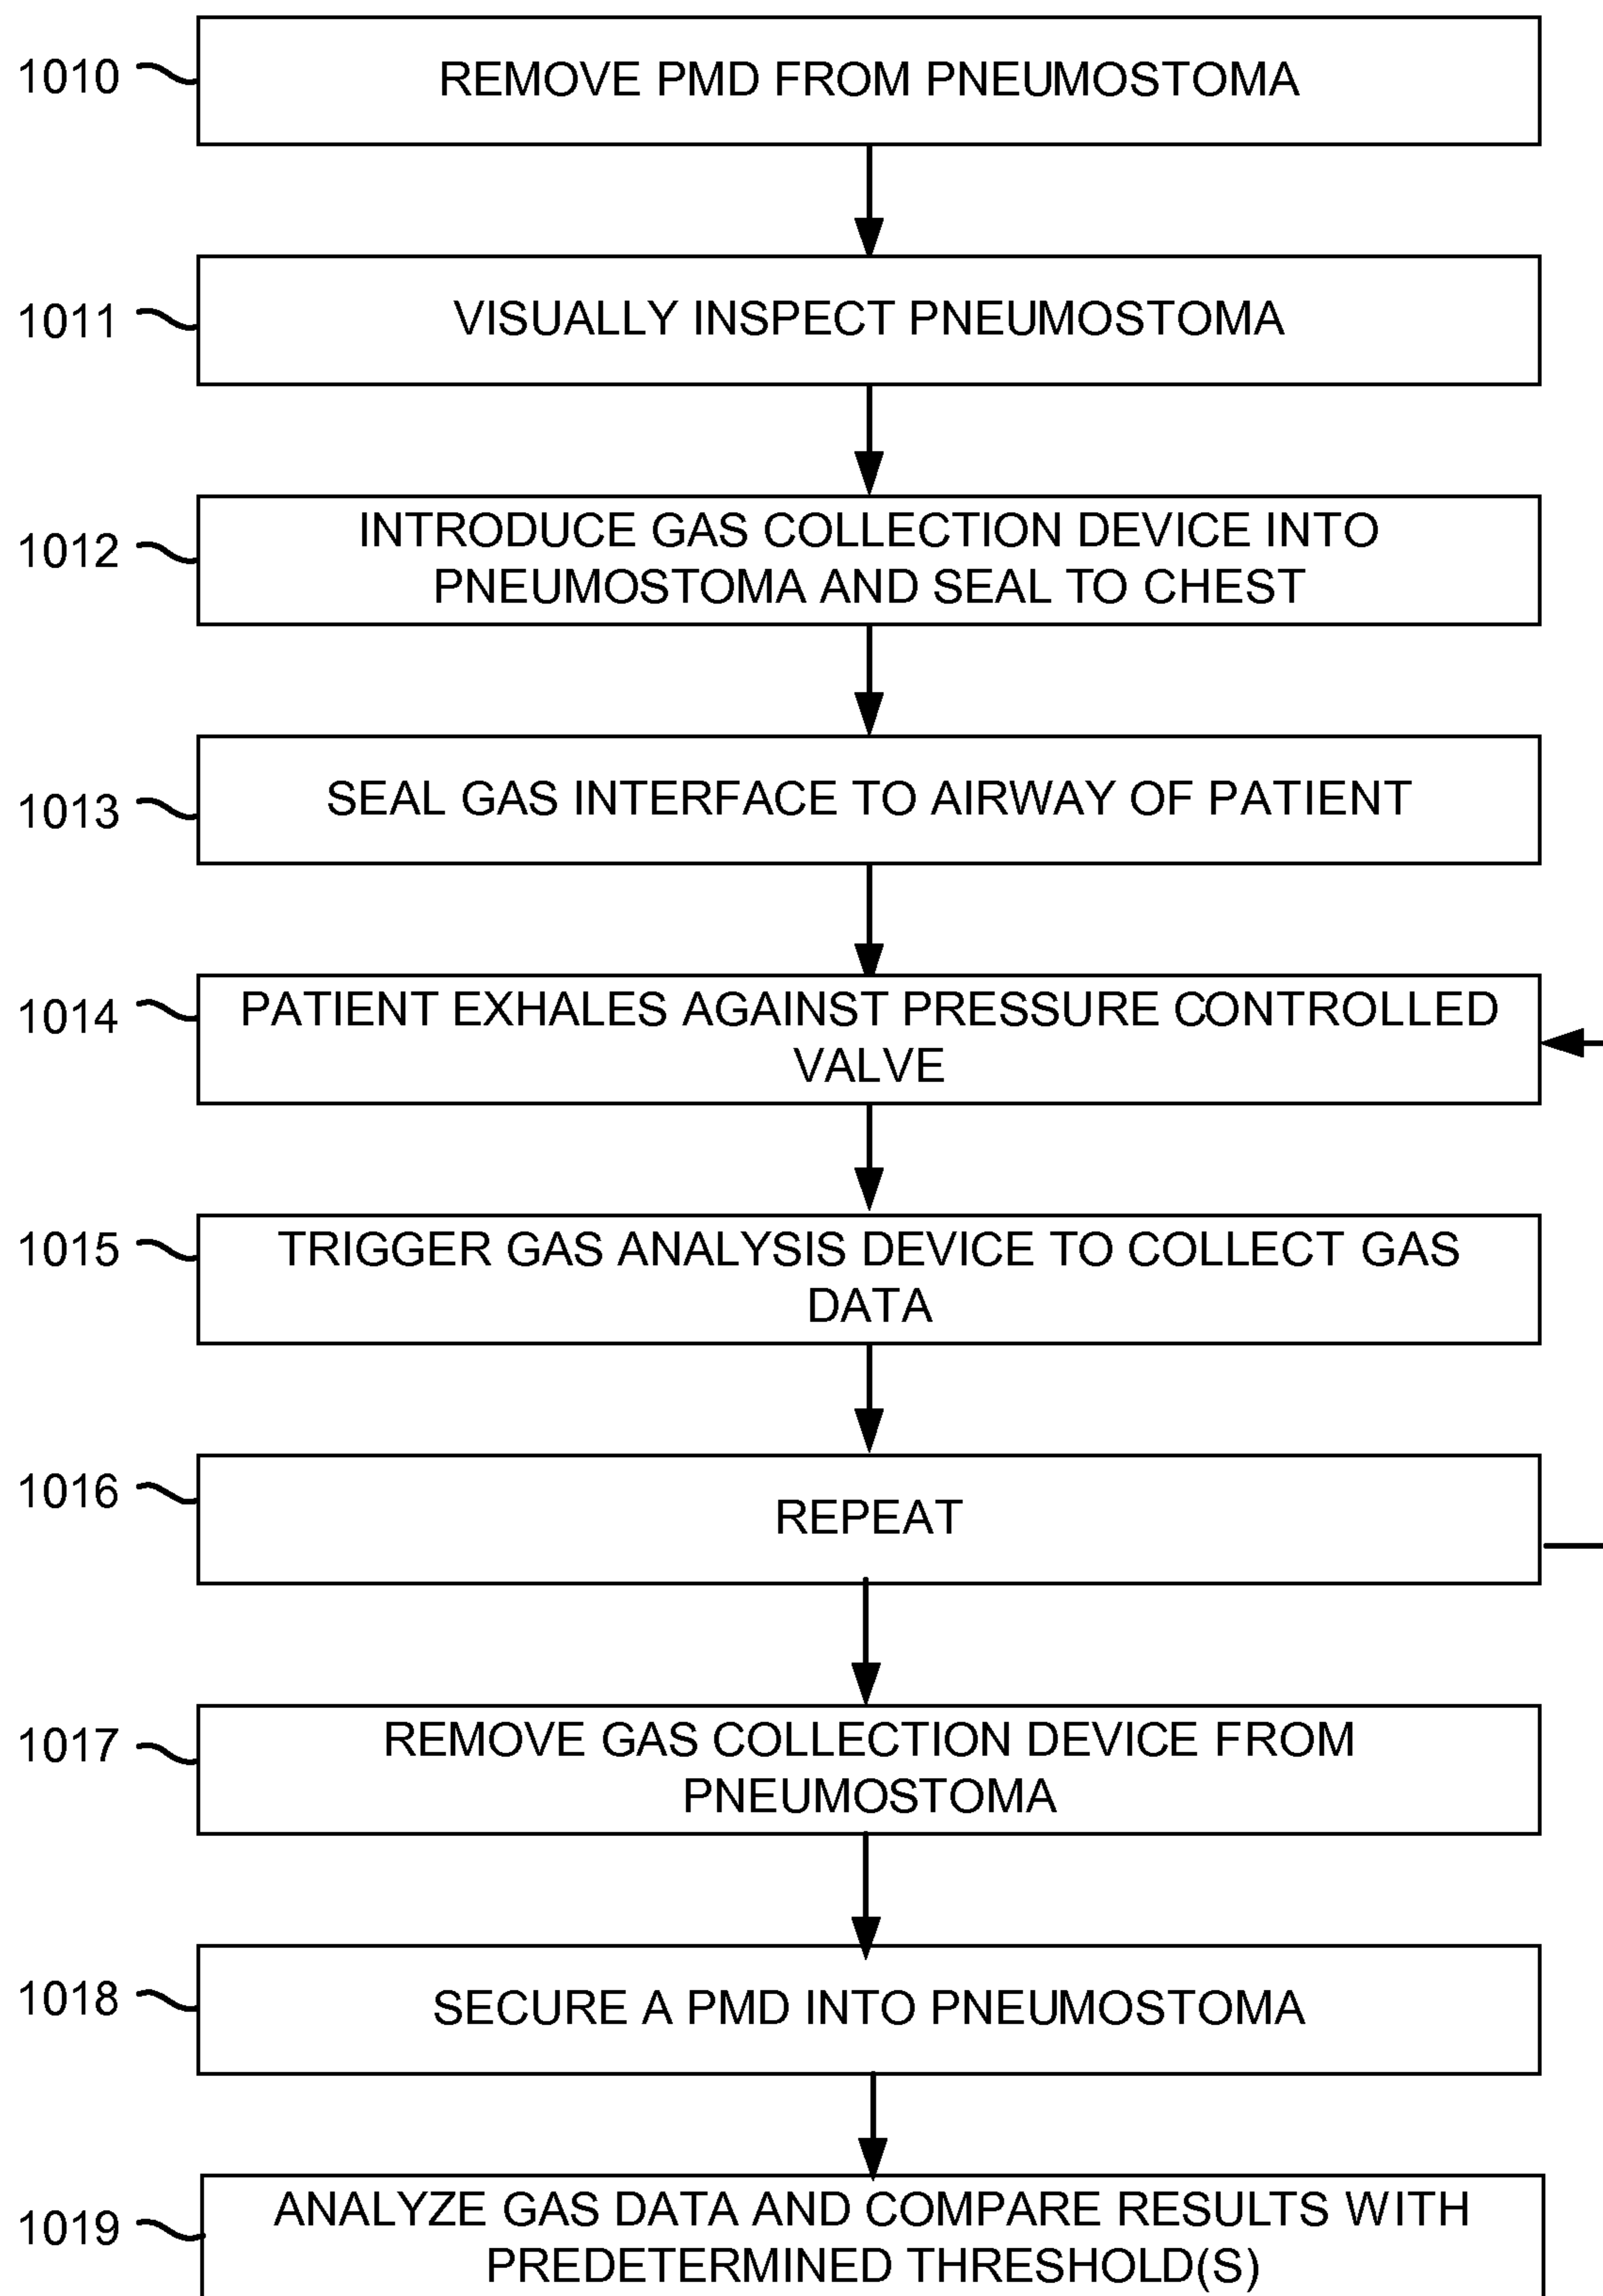 1010
REMOVE PMD FROM PNEUMOSTOMA
1011
VISUALLY INSPECT PNEUMOSTOMA
1012
INTRODUCE GAS COLLECTION DEVICE INTO
PNEUMOSTOMA AND SEAL TO CHEST
1013
SEAL GAS INTERFACE TO AIRWAY OF PATIENT
1014
PATIENT EXHALES AGAINST PRESSURE CONTROLLED
VALVE
1015
TRIGGER GAS ANALYSIS DEVICE TO COLLECT GAS
DATA
1016
REPEAT
1017
REMOVE GAS COLLECTION DEVICE FROM
PNEUMOSTOMA
1018
SECURE A PMD INTO PNEUMOSTOMA
1019
ANALYZE GAS DATA AND COMPARE RESULTS WITH
PREDETERMINED THRESHOLD(S)